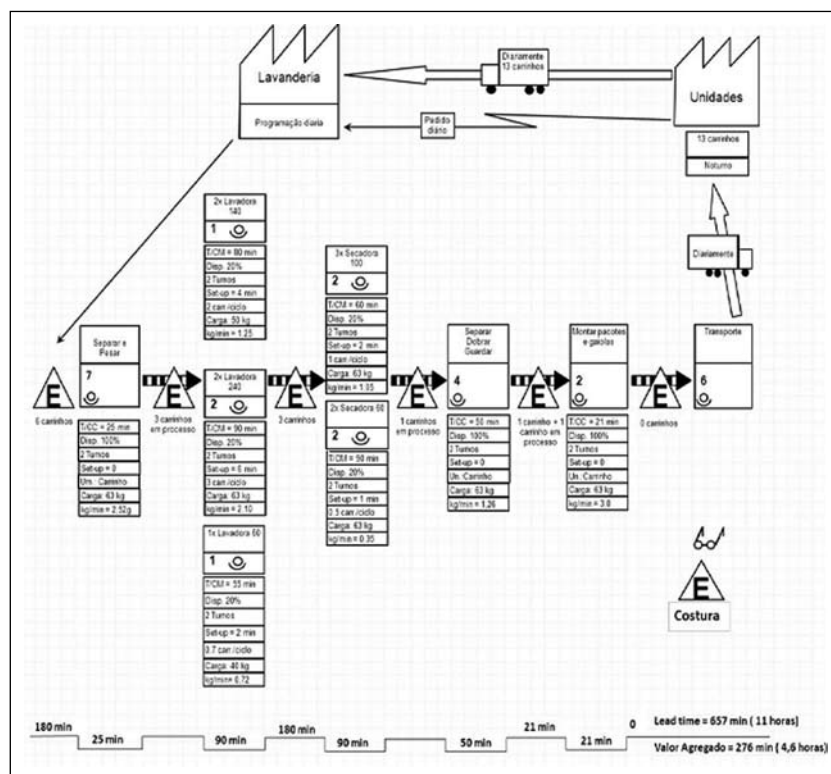 Lavanderia
Programação diaria
Diariamente
13 carrinhos
Pedido
diário
Unidades
13 carrinhos
Noturno
Diariamente
2x Lavadora
140
1
T/CM = 80 min
Disp. 20%
2 Turnos
Set-up = 4 min
2 carr/ciclo
Carga: 50 kg
kg/min = 1.25
3x Secadora
100
2
T/CM = 60 min
Disp. 20%
2 Turnos
Set-up = 2 min
1 carr /ciclo
Carga: 63 kg
kg/min = 1.05
E
6 carrinhos
Separar e
Pesar
7
T/CC = 25 min
Disp. 100%
2 Turnos
Set-up = 0
Un.: Carrinho
Carga: 63 kg
kg/min = 2.52g
E
3 carrinhos
em processo
2x Lavadora
240
2
T/CM = 90 min
Disp. 20%
2 Turnos
Set-up = 6 min
3 carr/ciclo
Carga: 63 kg
kg/min = 2.10
1x Lavadora 60
1
T/CM = 55 min
Disp. 20%
2 Turnos
Set-up = 2 min
0.7 carr/ciclo
Carga: 40 kg
kg/min= 0.72
E
3 carrinhos
2x Secadora 60
2
T/CM = 90 min
Disp. 20%
2 Turnos
Set-up = 1 min
0.5 carr/ciclo
Carga: 63 kg
kg/min = 0.35
E
1 carrinhos
em processo
Separar
Dobrar
Guardar
4
T/CC = 50 min
Disp. 100%
2 Turnos
Set-up = 0
Un.: Carrinho
Carga: 63 kg
kg/min = 1,26
E
1 carrinho + 1
carrinho em
processo
Montar pacotes
e gaiolas
2
T/CC = 21 min
Disp. 100%
2 Turnos
Set-up = 0
Un.: Carrinho
Carga: 63 kg
kg/min = 3.0
E
0 carrinhos
Transporte
6
E
Costura
180 min
25 min
90 min
180 min
90 min
50 min
21 min
21 min
0
Lead time = 657 min ( 11 horas)
Valor Agregado = 276 min ( 4,6 horas)